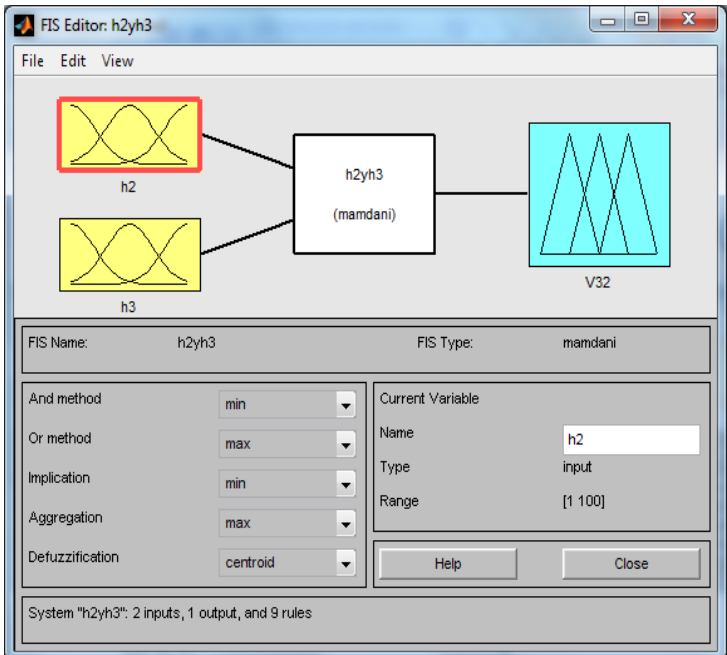 FIS Editor: h2yh3
File Edit View
h2
h3
h2yh3
(mamdani)
V32
FIS Name: h2yh3 FIS Type: mamdani
And method min
Or method max
Implication min
Aggregation max
Defuzzification centroid
Current Variable
Name h2
Type input
Range [1 100]
Help Close
System "h2yh3": 2 inputs, 1 output, and 9 rules